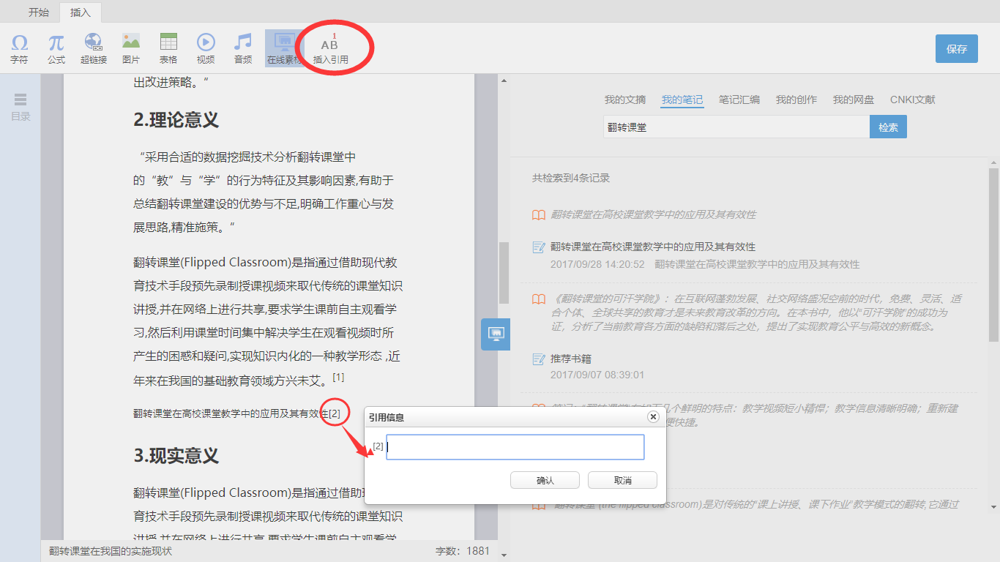 开始 插入
Ω π 1
AB
字符 公式 超链接 图片 表格 视频 音频 在线素材 插入引用
保存
目录
出改进策略。“
2.理论意义
“采用合适的数据挖掘技术分析翻转课堂中
的“教”与“学”的行为特征及其影响因素,有助于
总结翻转课堂建设的优势与不足,明确工作重心与发
展思路,精准施策。“
翻转课堂(Flipped Classroom)是指通过借助现代教
育技术手段预先录制授课视频来取代传统的课堂知识
讲授,并在网络上进行共享,要求学生课前自主观看学
习,然后利用课堂时间集中解决学生在观看视频时所
产生的困惑和疑问,实现知识内化的一种教学形态 ,近
年来在我国的基础教育领域方兴未艾。[1]
翻转课堂在高校课堂教学中的应用及其有效性[2]
3.现实意义
翻转课堂(Flipped Classroom)是指通过借助
育技术手段预先录制授课视频来取代传统的课堂知识
讲授,并在网络上进行共享,要求学生课前自主观看学
翻转课堂在我国的实施现状 字数：1881
我的文摘 我的笔记 笔记汇编 我的创作 我的网盘 CNKI文献
翻转课堂 检索
共检索到4条记录
翻转课堂在高校课堂教学中的应用及其有效性
翻转课堂在高校课堂教学中的应用及其有效性
2017/09/28 14:20:52 翻转课堂在高校课堂教学中的应用及其有效性
《翻转课堂的可汗学院》：在互联网蓬勃发展、社交网络盛况空前的时代，免费、灵活、适
合个体、全球共享的教育才是未来教育改革的方向。在本书中，他以“可汗学院”的成功为
证，分析了当前教育各方面的缺陷和落后之处，提出了实现教育公平与高效的新概念。
推荐书籍
2017/09/07 08:39:01
几个鲜明的特点：教学视频短小精悍；教学信息清晰明确；重新建
便快捷。
翻转课堂 (the flipped classroom)是对传统的“课上讲授、课下作业”教学模式的翻转,它通过
引用信息
[2]
确认 取消